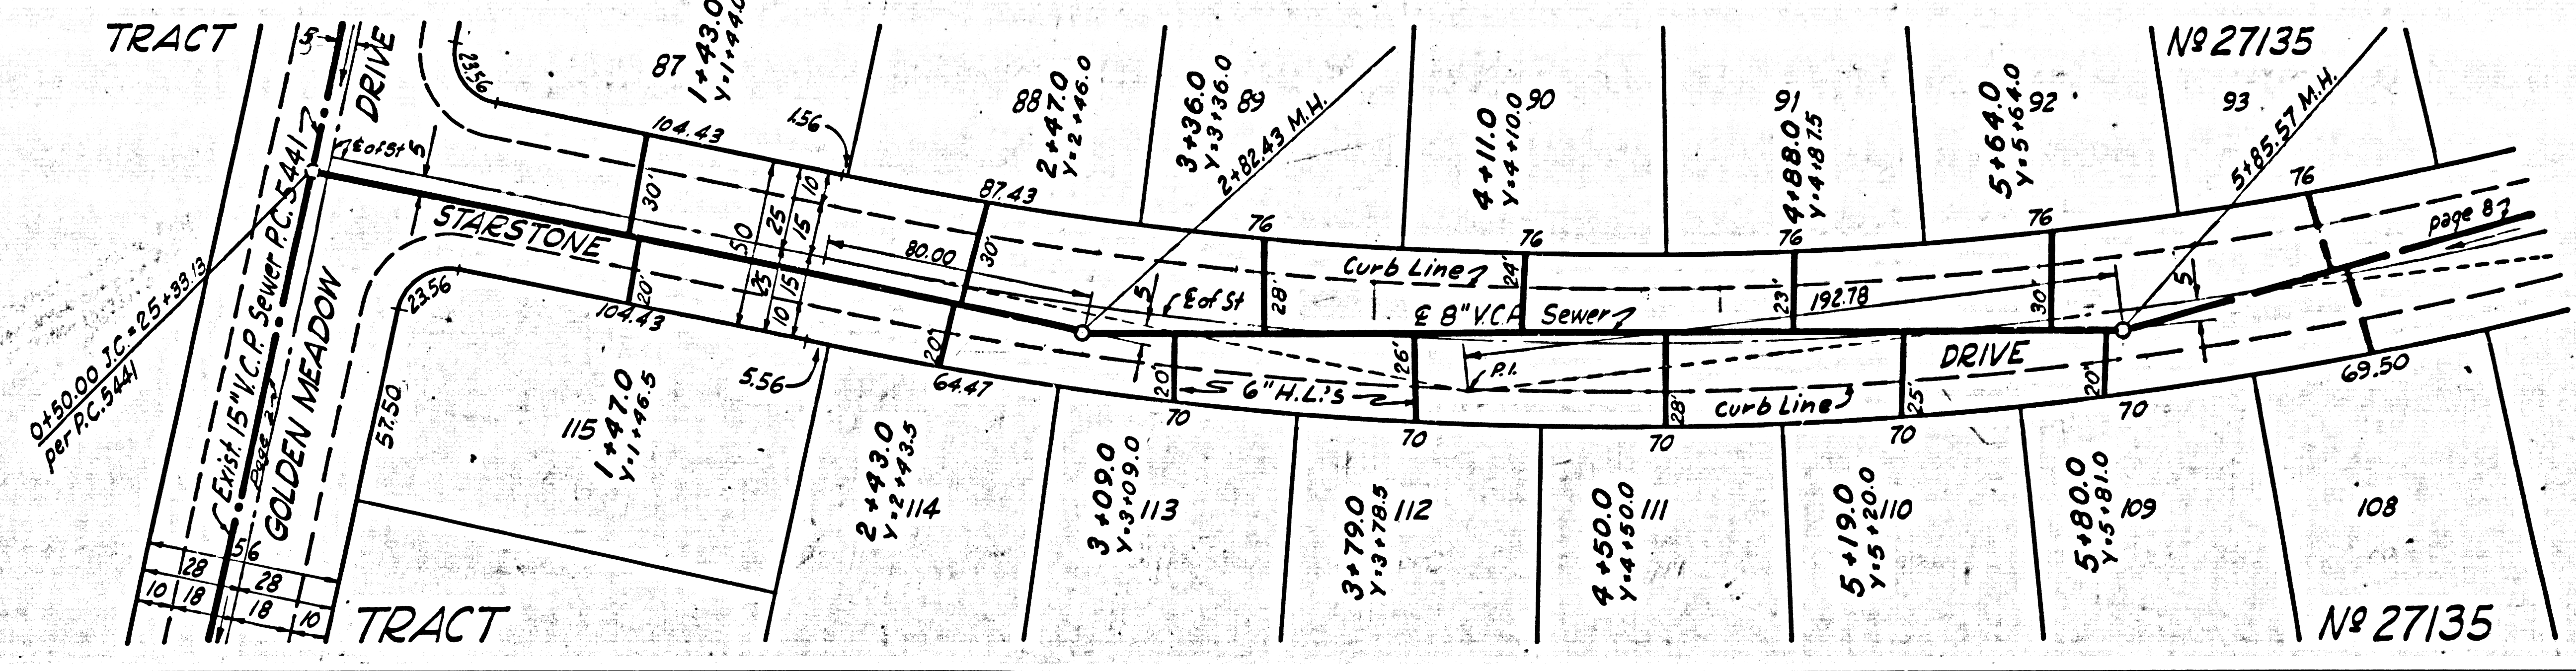 TRACT
5
DRIVE
23.56
87
1+43.0
Y=1+44.0
1.56
88
2+47.0
Y=2+46.0
3+36.0
Y=3+36.0
89
2+82.43 M.H.
4+11.0
Y=4+10.0
90
91
4+88.0
Y=4+87.5
5+64.0
Y=5+64.0
92
Nº 27135
93
5+85.57 M.H.
℄ of St
5
104.43
30'
STARSTONE
50
25
25
10
15
15
10
80.00
87.43
30'
76
76
76
76
76
page 8
Curb Line
24'
28'
℄ of St
5
℄ 8" V.C.P. Sewer
23'
192.78
30'
5
0+50.00 J.C. = 25+33.13
per P.C. 5441
Exist. 15" V.C.P. Sewer P.C. 5441
Page 2
GOLDEN MEADOW
23.56
57.50
20'
104.43
5.56
20'
64.47
20'
6" H.L.'s
26'
P.I.
28'
Curb Line
25'
DRIVE
20'
70
70
70
70
70
69.50
115
1+47.0
Y=1+46.5
2+43.0
Y=2+43.5
114
3+09.0
Y=3+09.0
113
3+79.0
Y=3+78.5
112
4+50.0
Y=4+50.0
111
5+19.0
Y=5+20.0
110
5+80.0
Y=5+81.0
109
108
56
28
28
10
18
18
10
TRACT
Nº 27135